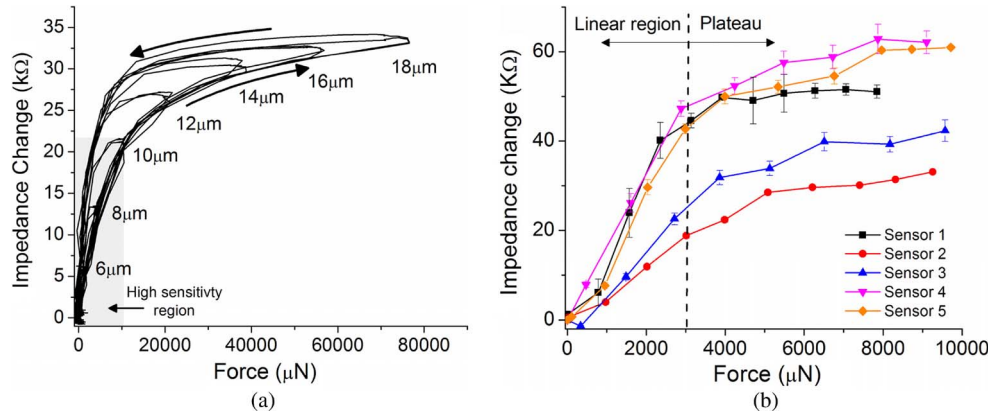 (a)
Impedance Change (kΩ)
35
30
25
20
15
10
5
0
18μm
16μm
14μm
12μm
10μm
8μm
6μm
High sensitivty
region
0
20000
40000
60000
80000
Force (μN)
(a)
(b)
Impedance change (KΩ)
60
40
20
0
Linear region
Plateau
Sensor 1
Sensor 2
Sensor 3
Sensor 4
Sensor 5
0
2000
4000
6000
8000
10000
Force (μN)
(b)